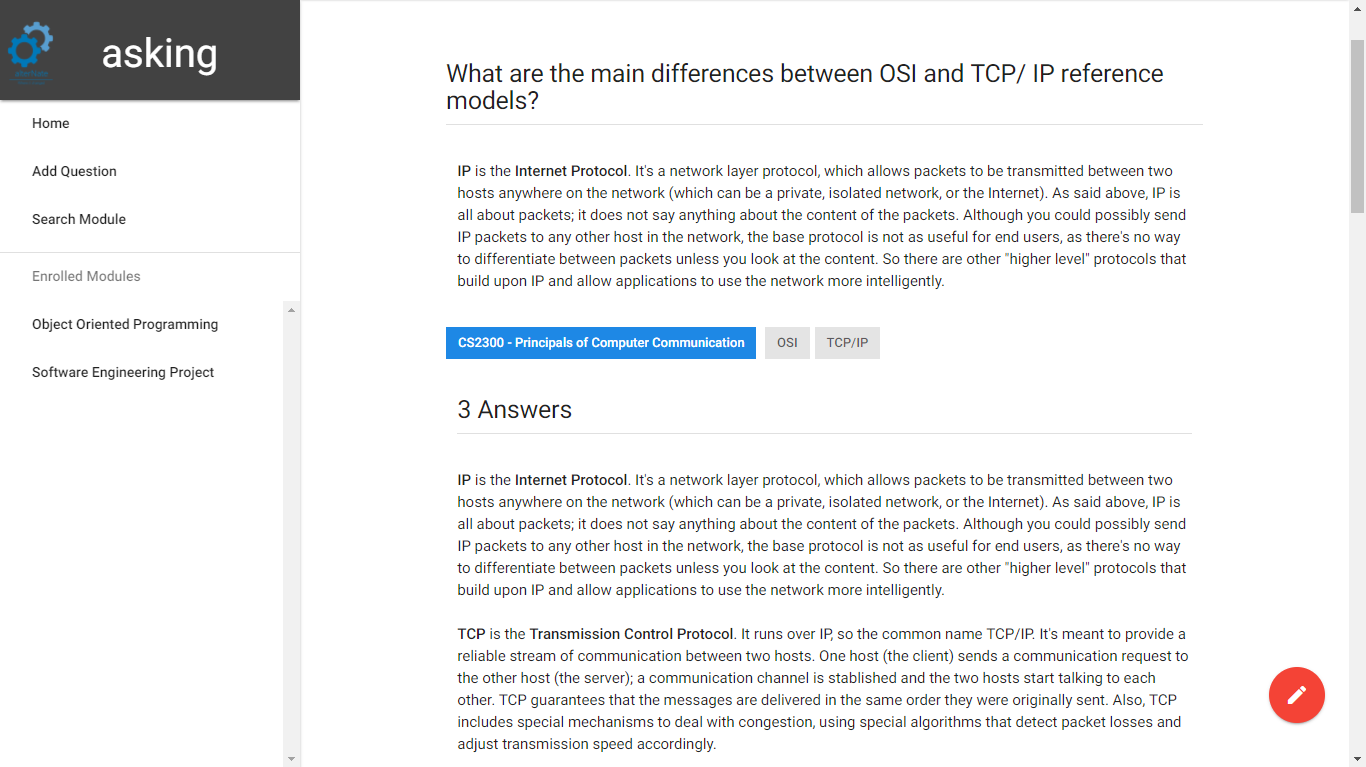 asking
Home
Add Question
Search Module
Enrolled Modules
Object Oriented Programming
Software Engineering Project
What are the main differences between OSI and TCP/ IP reference
models?
IP is the Internet Protocol. It's a network layer protocol, which allows packets to be transmitted between two
hosts anywhere on the network (which can be a private, isolated network, or the Internet). As said above, IP is
all about packets; it does not say anything about the content of the packets. Although you could possibly send
IP packets to any other host in the network, the base protocol is not as useful for end users, as there's no way
to differentiate between packets unless you look at the content. So there are other "higher level" protocols that
build upon IP and allow applications to use the network more intelligently.
CS2300 - Principals of Computer Communication OSI TCP/IP
3 Answers
IP is the Internet Protocol. It's a network layer protocol, which allows packets to be transmitted between two
hosts anywhere on the network (which can be a private, isolated network, or the Internet). As said above, IP is
all about packets; it does not say anything about the content of the packets. Although you could possibly send
IP packets to any other host in the network, the base protocol is not as useful for end users, as there's no way
to differentiate between packets unless you look at the content. So there are other "higher level" protocols that
build upon IP and allow applications to use the network more intelligently.
TCP is the Transmission Control Protocol. It runs over IP, so the common name TCP/IP. It's meant to provide a
reliable stream of communication between two hosts. One host (the client) sends a communication request to
the other host (the server); a communication channel is stablished and the two hosts start talking to each
other. TCP guarantees that the messages are delivered in the same order they were originally sent. Also, TCP
includes special mechanisms to deal with congestion, using special algorithms that detect packet losses and
adjust transmission speed accordingly.